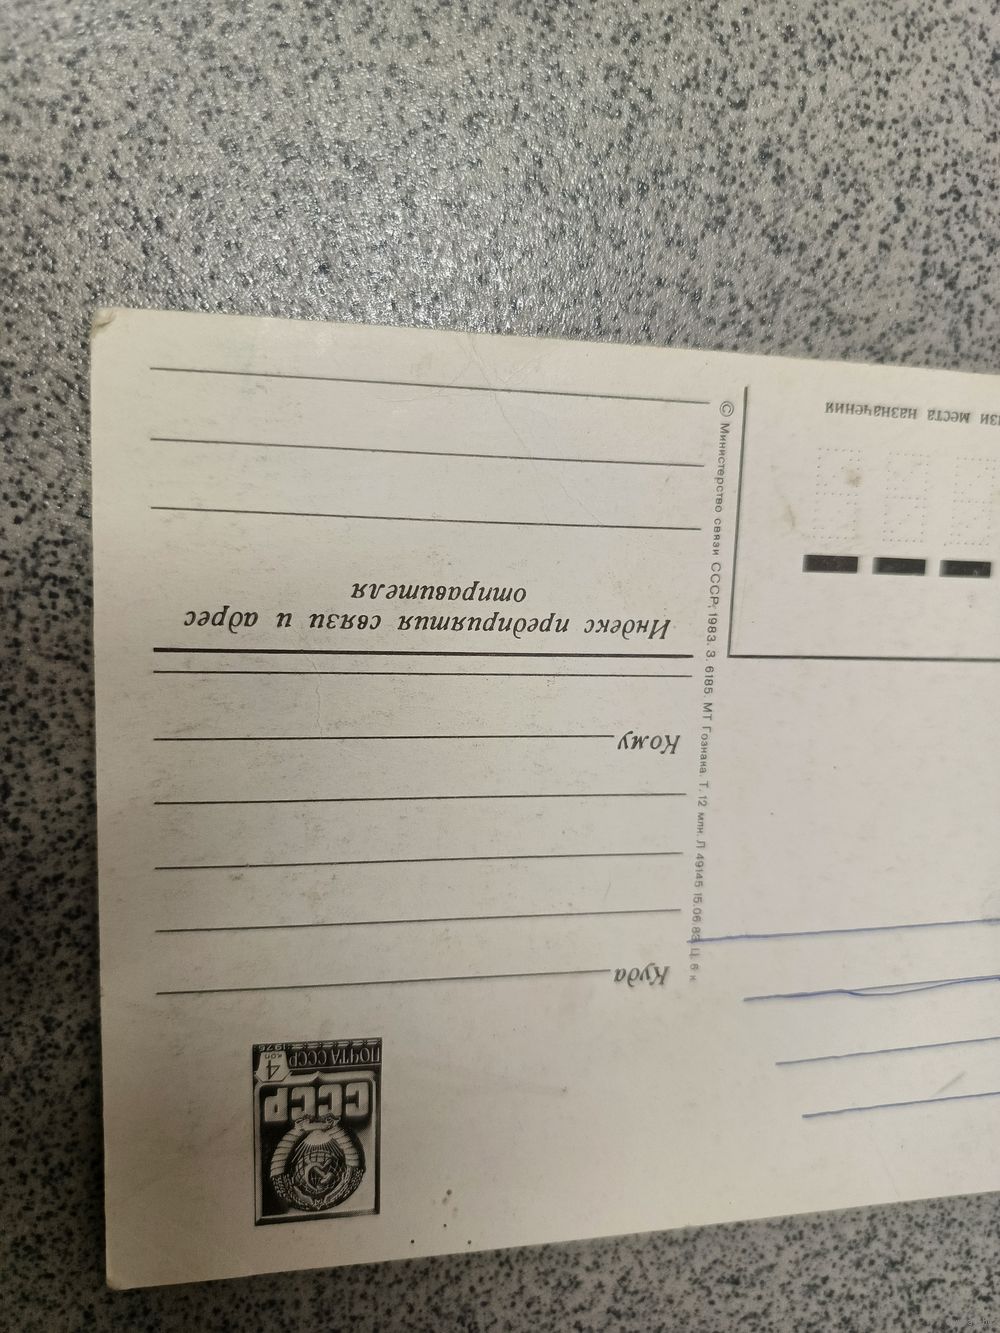 ПОЧТА СССР
4
КОП
1976
СССР
Куда
Кому
Индекс предприятия связи и адрес
отправителя
© Министерство связи СССР, 1983. З. 6185. МТ Гознака. Т. 12 млн. Л 49145 15.06.83. Ц. 6 к
места назначения